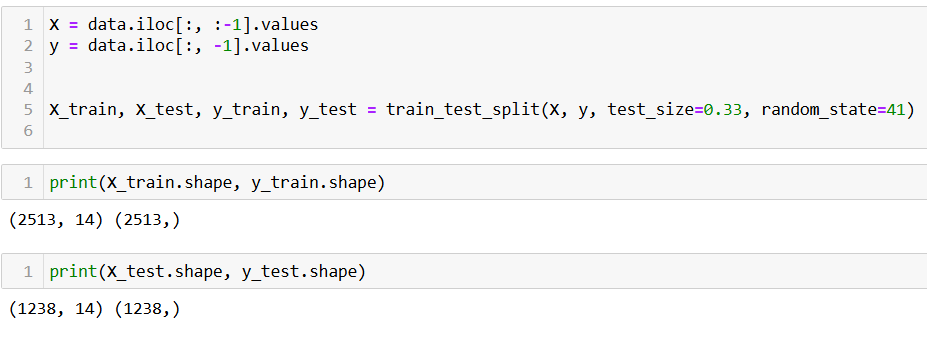 1 X = data.iloc[:, :-1].values
2 y = data.iloc[:, -1].values
3
4
5 X_train, X_test, y_train, y_test = train_test_split(X, y, test_size=0.33, random_state=41)
6
1 print(X_train.shape, y_train.shape)
(2513, 14) (2513,)
1 print(X_test.shape, y_test.shape)
(1238, 14) (1238,)